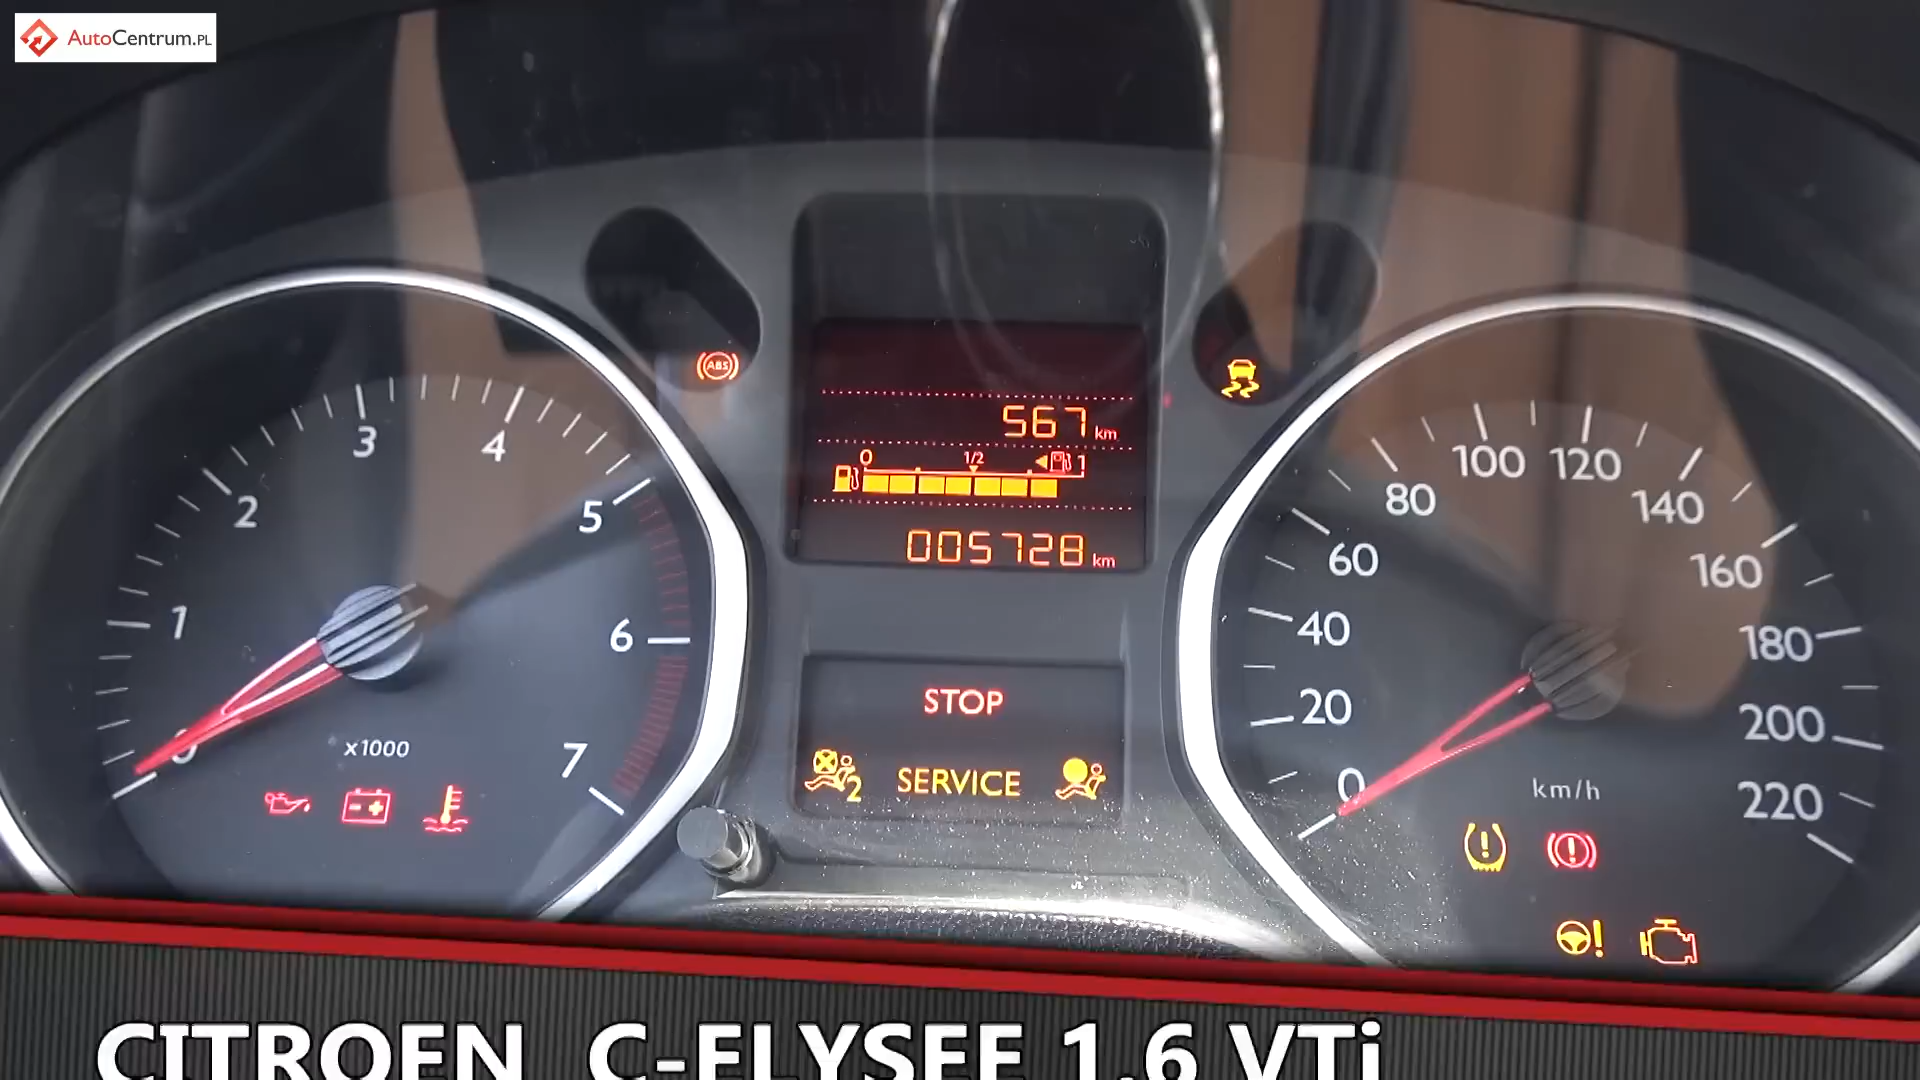 AutoCentrum.PL
ABS
567 km
0 1/2 1
005728 km
0 1 2 3 4 5 6 7
x1000
STOP
2 SERVICE
0 20 40 60 80 100 120 140 160 180 200 220
km/h
CITROEN C-ELYSEE 1.6 VTi